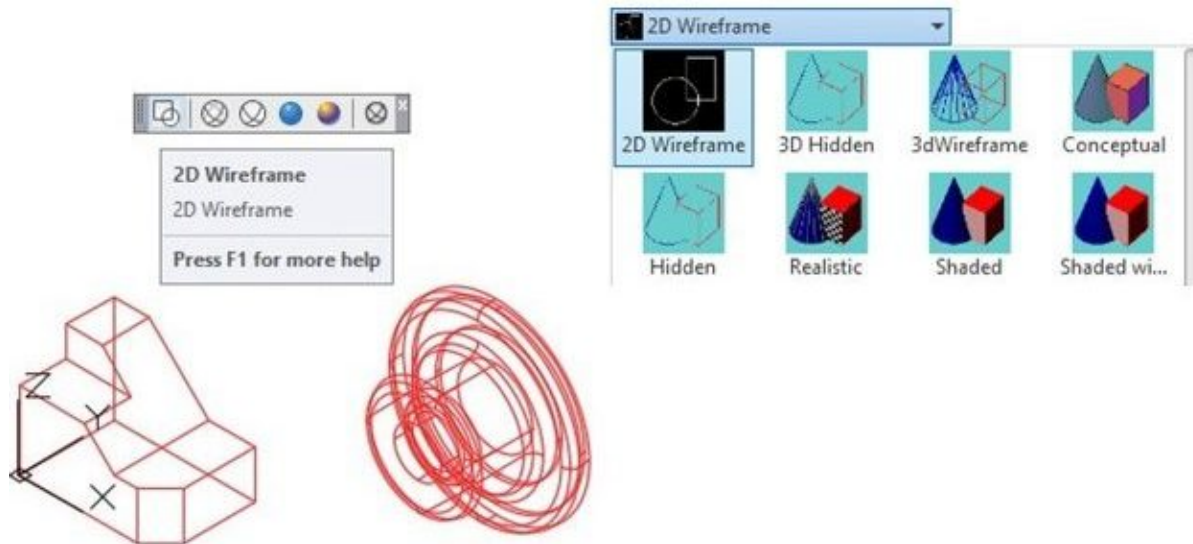 2D Wireframe
2D Wireframe
Press F1 for more help
2D Wireframe
2D Wireframe 3D Hidden 3dWireframe Conceptual
Hidden Realistic Shaded Shaded wi...
Z
Y
X